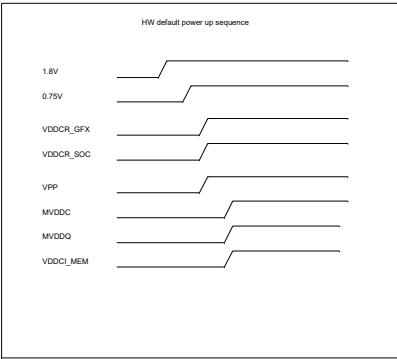 HW default power up sequence
1.8V
0.75V
VDDCR_GFX
VDDCR_SOC
VPP
MVDDC
MVDDQ
VDDCI_MEM